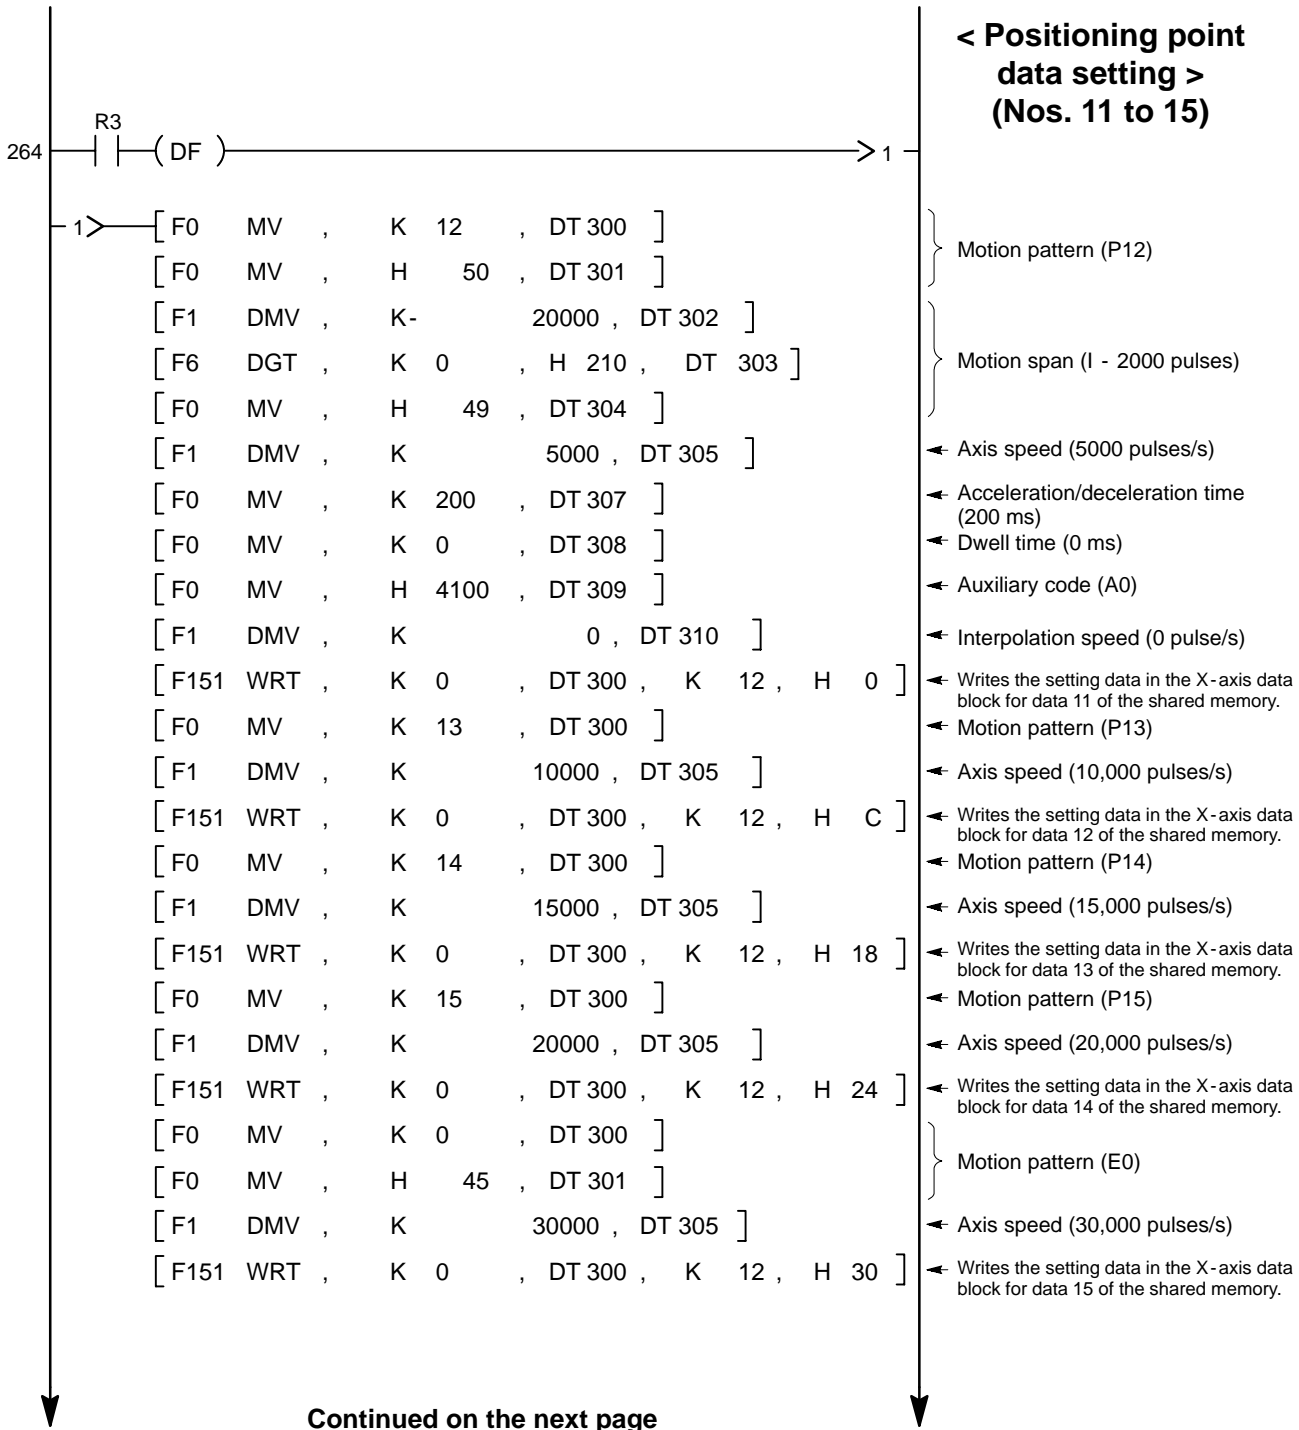 < Positioning point
data setting >
(Nos. 11 to 15)
R3
264 ( DF ) > 1
1> [ F0 MV , K 12 , DT 300 ]
Motion pattern (P12)
[ F0 MV , H 50 , DT 301 ]
[ F1 DMV , K- 20000 , DT 302 ]
[ F6 DGT , K 0 , H 210 , DT 303 ] Motion span (I - 2000 pulses)
[ F0 MV , H 49 , DT 304 ]
[ F1 DMV , K 5000 , DT 305 ] Axis speed (5000 pulses/s)
[ F0 MV , K 200 , DT 307 ] Acceleration/deceleration time
(200 ms)
[ F0 MV , K 0 , DT 308 ] Dwell time (0 ms)
[ F0 MV , H 4100 , DT 309 ] Auxiliary code (A0)
[ F1 DMV , K 0 , DT 310 ] Interpolation speed (0 pulse/s)
[ F151 WRT , K 0 , DT 300 , K 12 , H 0 ] Writes the setting data in the X-axis data
block for data 11 of the shared memory.
[ F0 MV , K 13 , DT 300 ] Motion pattern (P13)
[ F1 DMV , K 10000 , DT 305 ] Axis speed (10,000 pulses/s)
[ F151 WRT , K 0 , DT 300 , K 12 , H C ] Writes the setting data in the X-axis data
block for data 12 of the shared memory.
[ F0 MV , K 14 , DT 300 ] Motion pattern (P14)
[ F1 DMV , K 15000 , DT 305 ] Axis speed (15,000 pulses/s)
[ F151 WRT , K 0 , DT 300 , K 12 , H 18 ] Writes the setting data in the X-axis data
block for data 13 of the shared memory.
[ F0 MV , K 15 , DT 300 ] Motion pattern (P15)
[ F1 DMV , K 20000 , DT 305 ] Axis speed (20,000 pulses/s)
[ F151 WRT , K 0 , DT 300 , K 12 , H 24 ] Writes the setting data in the X-axis data
block for data 14 of the shared memory.
[ F0 MV , K 0 , DT 300 ]
Motion pattern (E0)
[ F0 MV , H 45 , DT 301 ]
[ F1 DMV , K 30000 , DT 305 ] Axis speed (30,000 pulses/s)
[ F151 WRT , K 0 , DT 300 , K 12 , H 30 ] Writes the setting data in the X-axis data
block for data 15 of the shared memory.
Continued on the next page